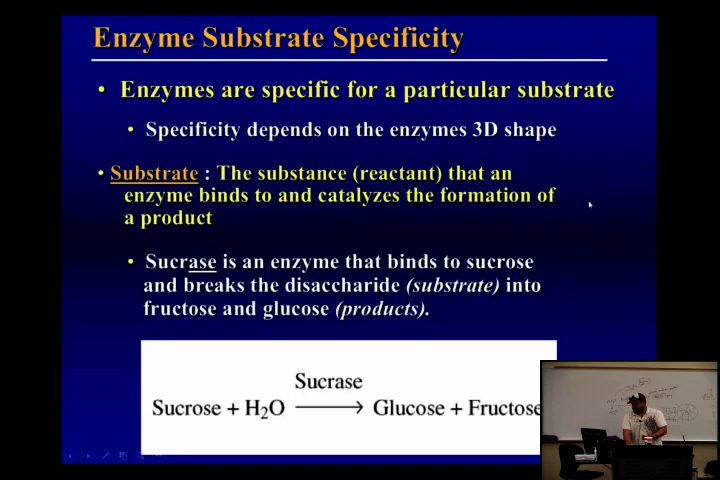 Enzyme Substrate Specificity
• Enzymes are specific for a particular substrate
• Specificity depends on the enzymes 3D shape
• Substrate : The substance (reactant) that an
enzyme binds to and catalyzes the formation of
a product
• Sucrase is an enzyme that binds to sucrose
and breaks the disaccharide (substrate) into
fructose and glucose (products).
Sucrase
Sucrose + H₂O ⟶ Glucose + Fructose